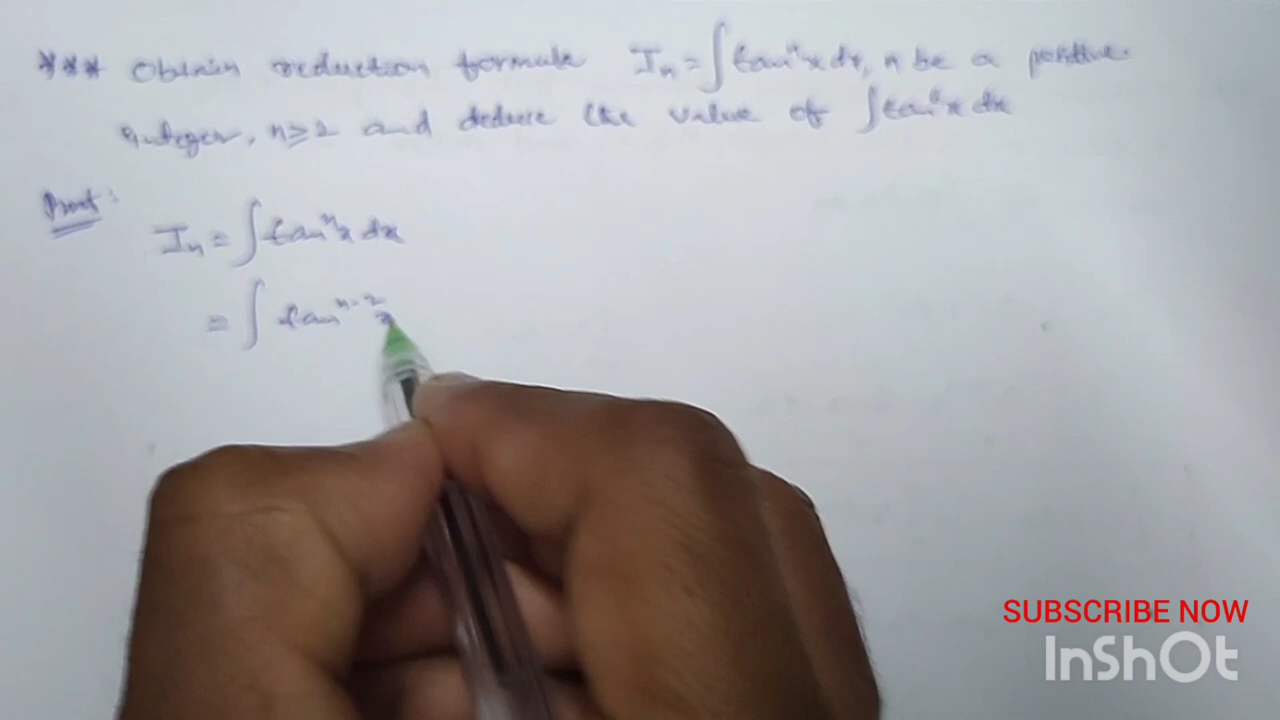 *** Obtain reduction formula Iₙ = ∫tanⁿx dx, n be a positive
integer, n ≥ 2 and deduce the value of ∫tan⁶x dx
Proof:
Iₙ = ∫tanⁿx dx
= ∫ tanⁿ⁻²x
SUBSCRIBE NOW
InShOt